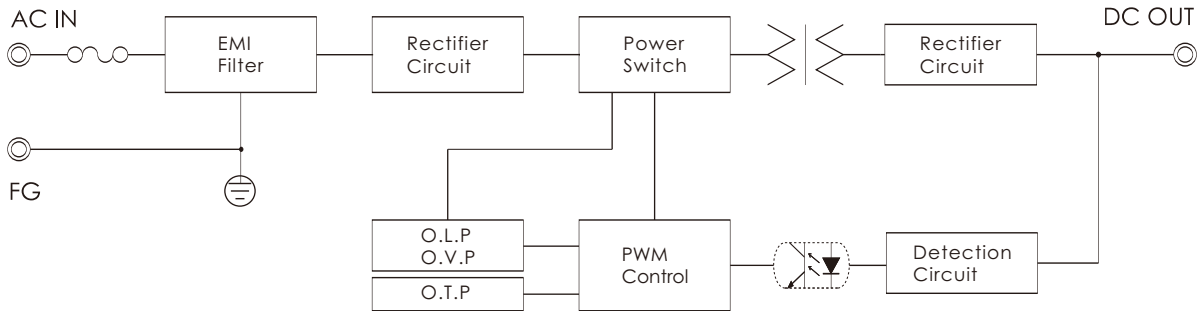 AC IN
DC OUT
EMI
Filter
Rectifier
Circuit
Power
Switch
Rectifier
Circuit
FG
O.L.P
O.V.P
O.T.P
PWM
Control
Detection
Circuit